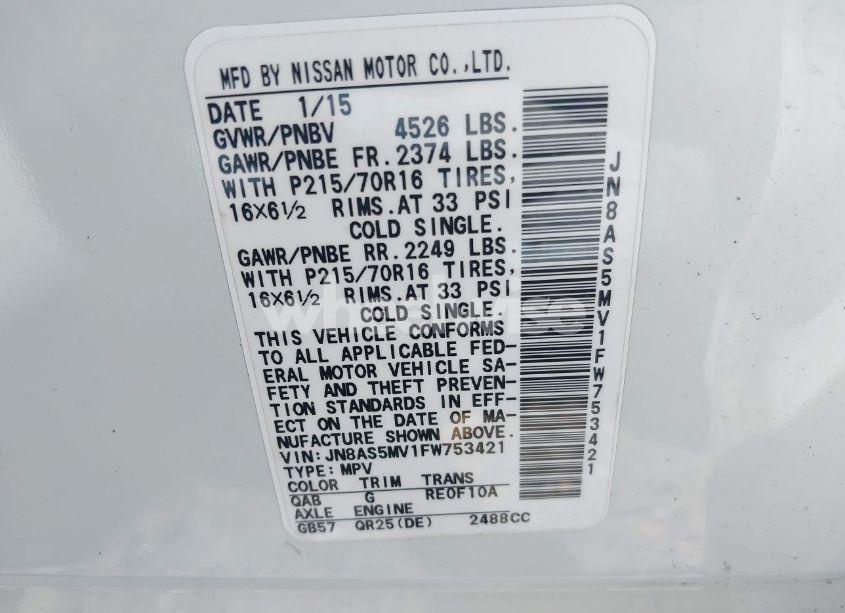 MFD BY NISSAN MOTOR CO.,LTD.
DATE 1/15
GVWR/PNBV 4526 LBS.
GAWR/PNBE FR. 2374 LBS.
WITH P215/70R16 TIRES,
16X6½ RIMS. AT 33 PSI
COLD SINGLE.
GAWR/PNBE RR. 2249 LBS.
WITH P215/70R16 TIRES,
16X6½ RIMS. AT 33 PSI
COLD SINGLE.
THIS VEHICLE CONFORMS
TO ALL APPLICABLE FED-
ERAL MOTOR VEHICLE SA-
FETY AND THEFT PREVEN-
TION STANDARDS IN EFF-
ECT ON THE DATE OF MA-
NUFACTURE SHOWN ABOVE.
VIN: JN8AS5MV1FW753421
TYPE: MPV
COLOR TRIM TRANS
QAB G RE0F10A
AXLE ENGINE
GB57 QR25(DE) 2488CC
JN8AS5MV1FW753421